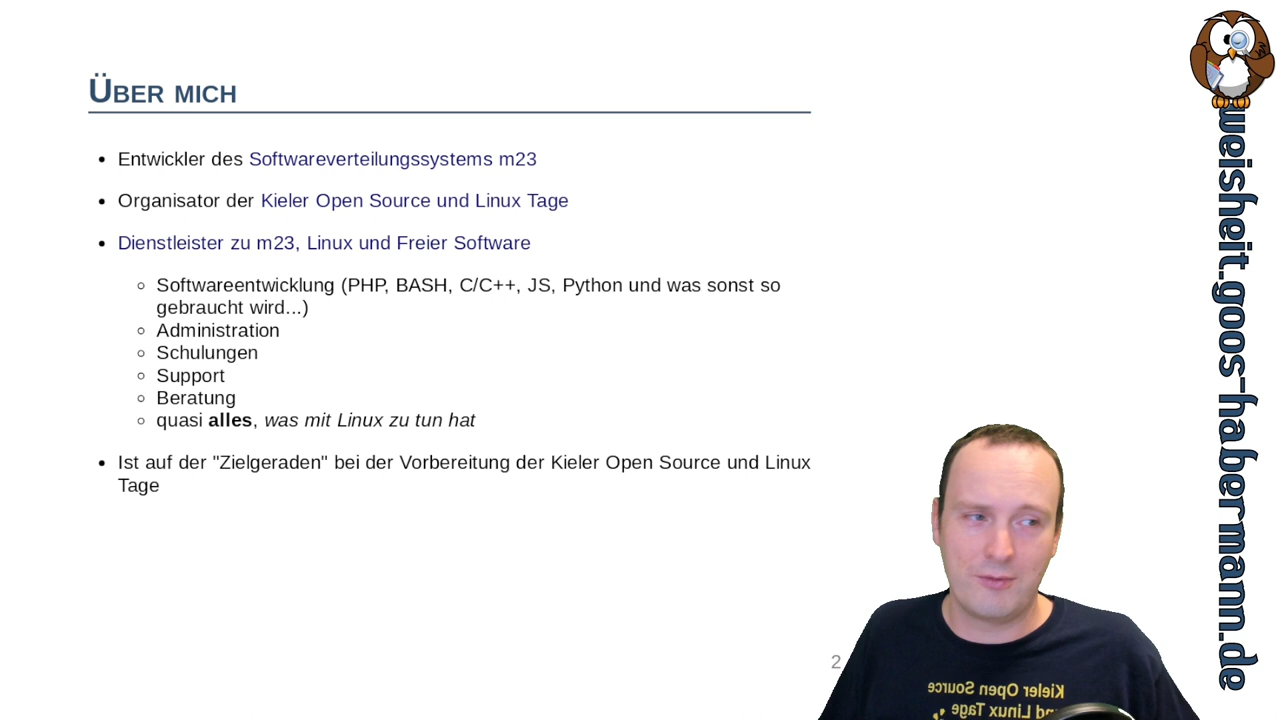 Über mich
Entwickler des Softwareverteilungssystems m23
Organisator der Kieler Open Source und Linux Tage
Dienstleister zu m23, Linux und Freier Software
Softwareentwicklung (PHP, BASH, C/C++, JS, Python und was sonst so
gebraucht wird...)
Administration
Schulungen
Support
Beratung
quasi alles, was mit Linux zu tun hat
Ist auf der "Zielgeraden" bei der Vorbereitung der Kieler Open Source und Linux
Tage
2
Kieler Open Source
und Linux Tage
weisheit.goos-habermann.de